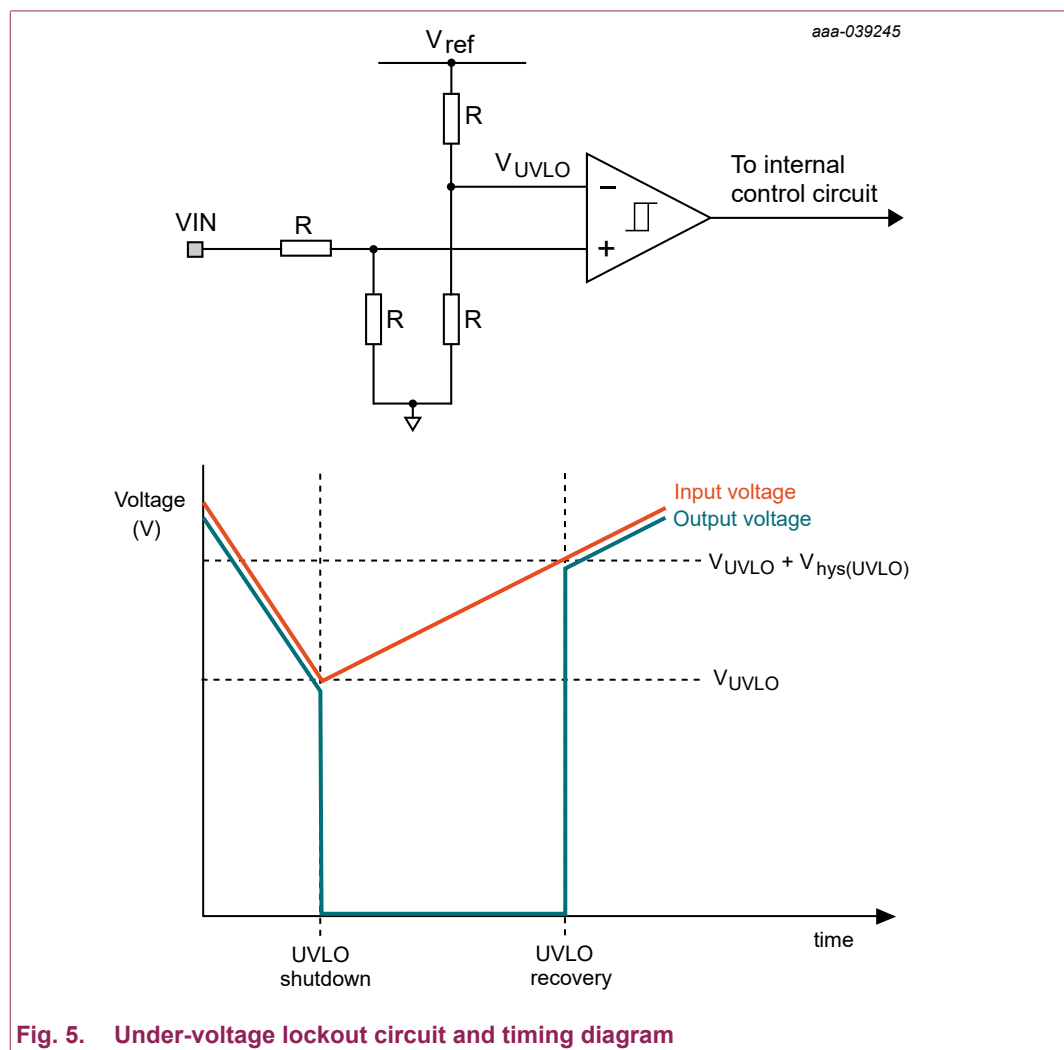 aaa-039245
Vref
R
VUVLO
−
To internal
control circuit
VIN
R
+
R
R
Voltage
(V)
Input voltage
Output voltage
VUVLO + Vhys(UVLO)
VUVLO
time
UVLO
shutdown
UVLO
recovery
Fig. 5. Under-voltage lockout circuit and timing diagram